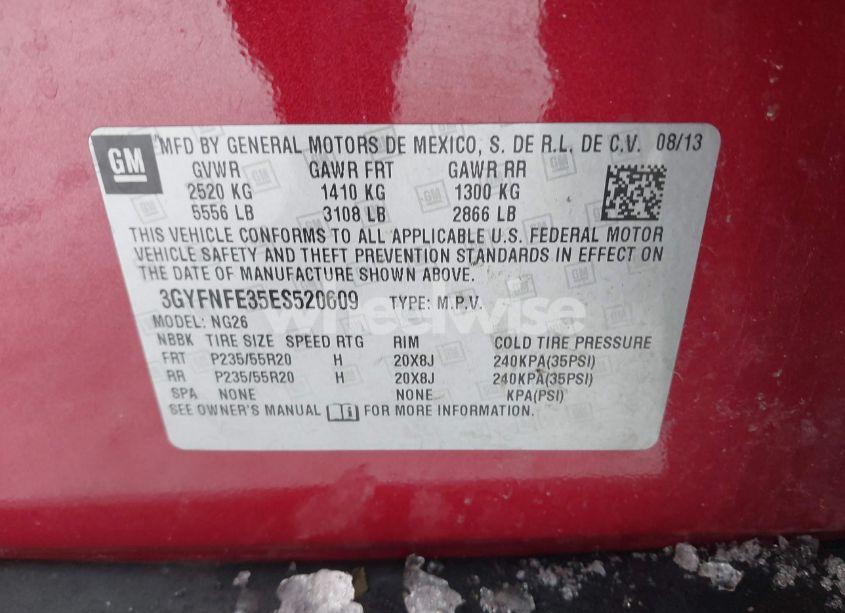 GM MFD BY GENERAL MOTORS DE MEXICO, S. DE R.L. DE C.V. 08/13
GVWR GAWR FRT GAWR RR
2520 KG 1410 KG 1300 KG
5556 LB 3108 LB 2866 LB
THIS VEHICLE CONFORMS TO ALL APPLICABLE U.S. FEDERAL MOTOR
VEHICLE SAFETY AND THEFT PREVENTION STANDARDS IN EFFECT ON
THE DATE OF MANUFACTURE SHOWN ABOVE.
3GYFNFE35ES520609 TYPE: M.P.V.
wheelwise
MODEL: NG26
NBBK TIRE SIZE SPEED RTG RIM COLD TIRE PRESSURE
FRT P235/55R20 H 20X8J 240KPA(35PSI)
RR P235/55R20 H 20X8J 240KPA(35PSI)
SPA NONE NONE KPA(PSI)
SEE OWNER'S MANUAL FOR MORE INFORMATION.